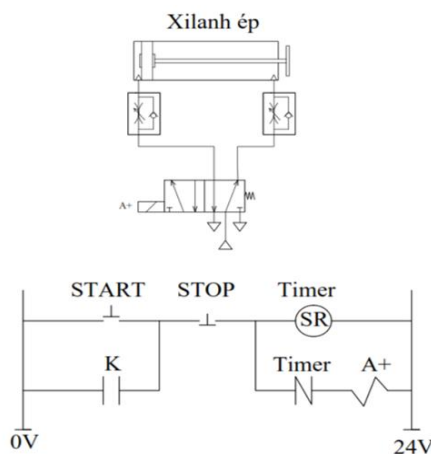 Xilanh ép
A+
START STOP Timer
SR
K Timer A+
0V 24V